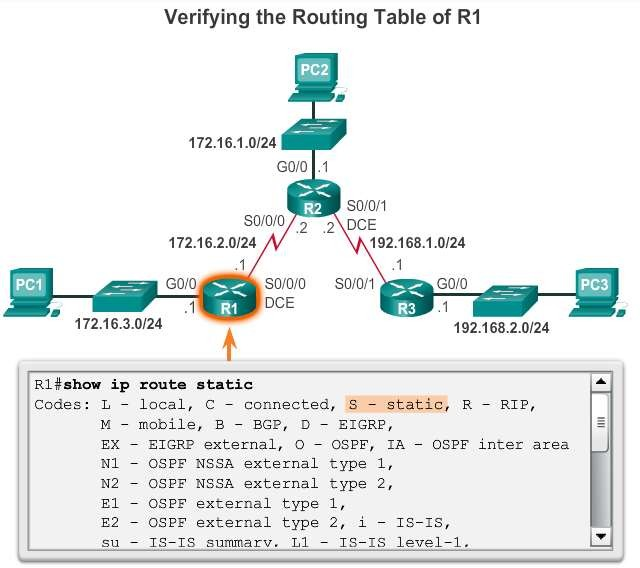 Verifying the Routing Table of R1
PC2
172.16.1.0/24
G0/0 .1
R2
S0/0/0
S0/0/1
DCE
.2 .2
172.16.2.0/24
192.168.1.0/24
.1
.1
PC1
G0/0
.1
R1
S0/0/0
DCE
172.16.3.0/24
S0/0/1
R3
G0/0
.1
192.168.2.0/24
PC3
R1#show ip route static
Codes: L - local, C - connected, S - static, R - RIP,
M - mobile, B - BGP, D - EIGRP,
EX - EIGRP external, O - OSPF, IA - OSPF inter area
N1 - OSPF NSSA external type 1,
N2 - OSPF NSSA external type 2,
E1 - OSPF external type 1,
E2 - OSPF external type 2, i - IS-IS,
su - IS-IS summary, L1 - IS-IS level-1,